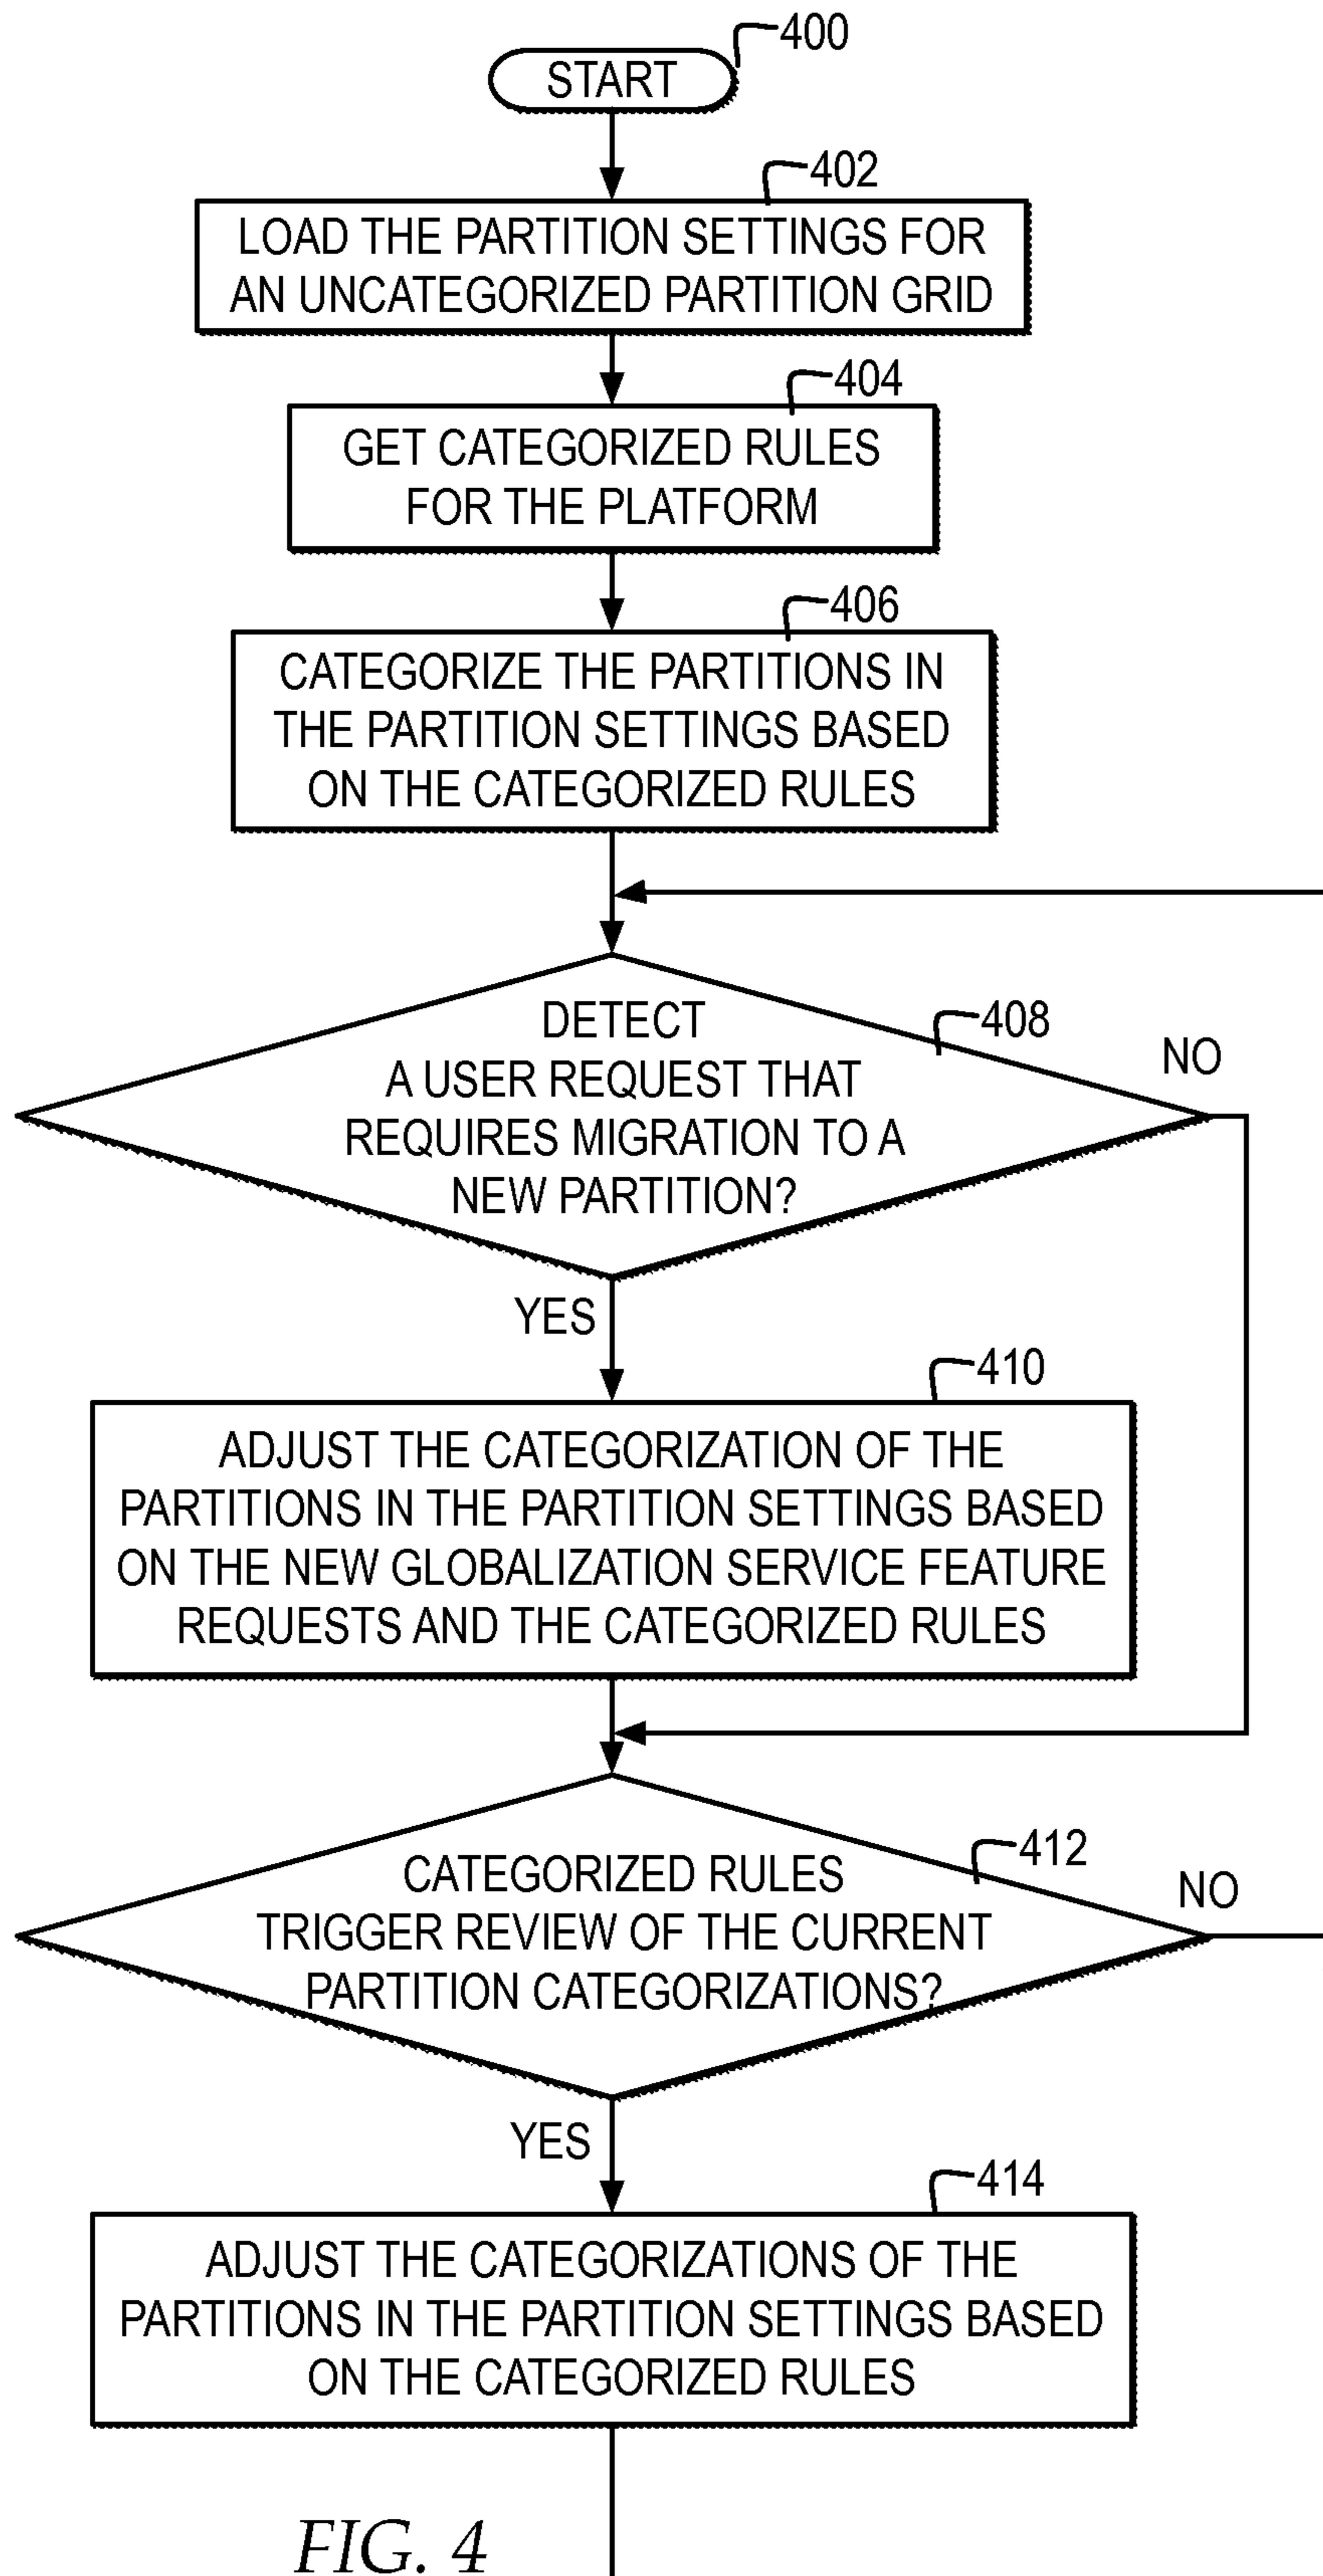 400
START
402
LOAD THE PARTITION SETTINGS FOR
AN UNCATEGORIZED PARTITION GRID
404
GET CATEGORIZED RULES
FOR THE PLATFORM
406
CATEGORIZE THE PARTITIONS IN
THE PARTITION SETTINGS BASED
ON THE CATEGORIZED RULES
408
DETECT
A USER REQUEST THAT
REQUIRES MIGRATION TO A
NEW PARTITION?
NO
YES
410
ADJUST THE CATEGORIZATION OF THE
PARTITIONS IN THE PARTITION SETTINGS BASED
ON THE NEW GLOBALIZATION SERVICE FEATURE
REQUESTS AND THE CATEGORIZED RULES
412
CATEGORIZED RULES
TRIGGER REVIEW OF THE CURRENT
PARTITION CATEGORIZATIONS?
NO
YES
414
ADJUST THE CATEGORIZATIONS OF THE
PARTITIONS IN THE PARTITION SETTINGS BASED
ON THE CATEGORIZED RULES
FIG. 4